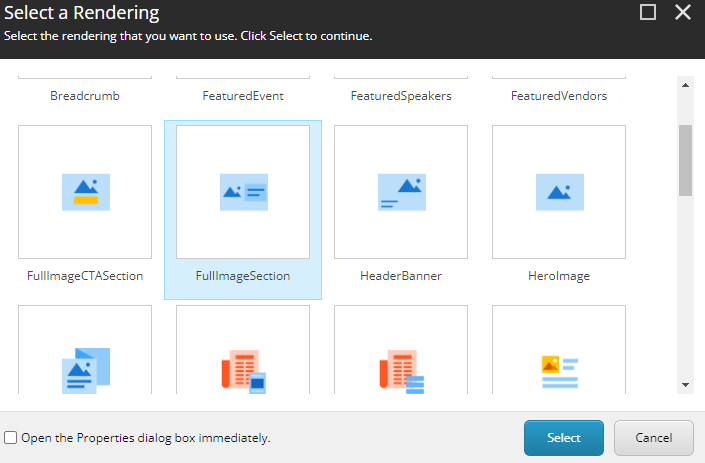 Select a Rendering
Select the rendering that you want to use. Click Select to continue.
Breadcrumb
FeaturedEvent
FeaturedSpeakers
FeaturedVendors
FullImageCTASection
FullImageSection
HeaderBanner
HeroImage
Open the Properties dialog box immediately.
Select
Cancel